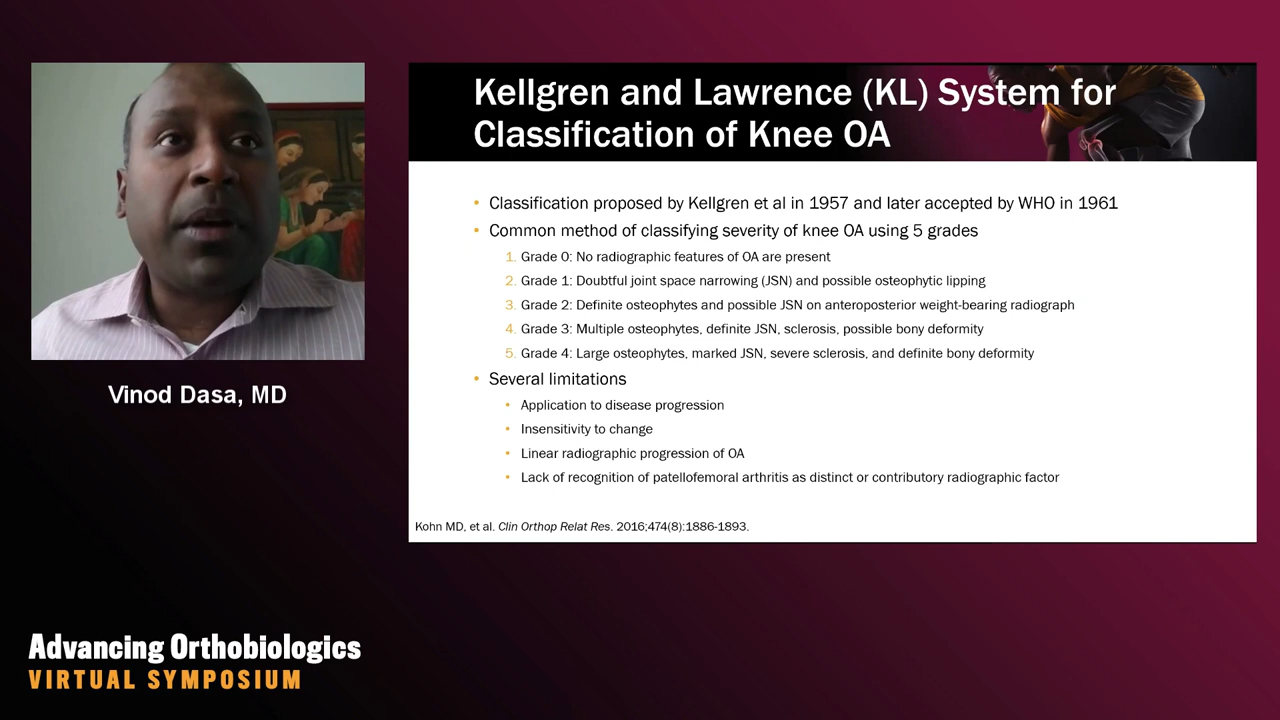 Kellgren and Lawrence (KL) System for
Classification of Knee OA
• Classification proposed by Kellgren et al in 1957 and later accepted by WHO in 1961
• Common method of classifying severity of knee OA using 5 grades
1. Grade 0: No radiographic features of OA are present
2. Grade 1: Doubtful joint space narrowing (JSN) and possible osteophytic lipping
3. Grade 2: Definite osteophytes and possible JSN on anteroposterior weight-bearing radiograph
4. Grade 3: Multiple osteophytes, definite JSN, sclerosis, possible bony deformity
5. Grade 4: Large osteophytes, marked JSN, severe sclerosis, and definite bony deformity
• Several limitations
• Application to disease progression
• Insensitivity to change
• Linear radiographic progression of OA
• Lack of recognition of patellofemoral arthritis as distinct or contributory radiographic factor
Kohn MD, et al. Clin Orthop Relat Res. 2016;474(8):1886-1893.
Vinod Dasa, MD
Advancing Orthobiologics
VIRTUAL SYMPOSIUM